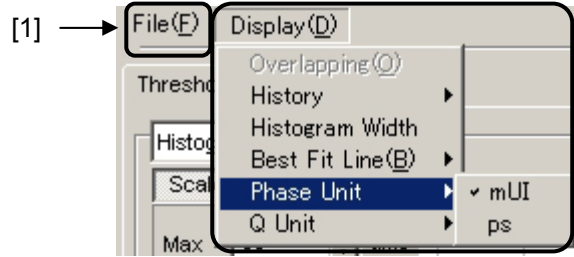 [1]
File(F) Display(D)
Overlapping(O)
Thresho
History
Histogram Width
Histog
Best Fit Line(B)
Scal
Phase Unit
mUI
Q Unit
ps
Max